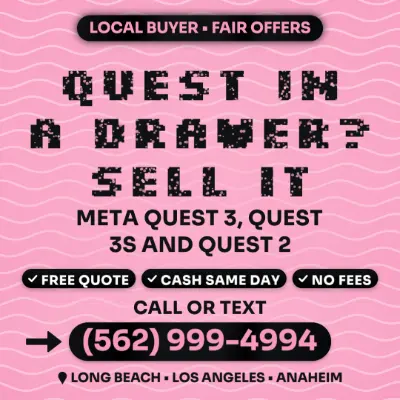 LOCAL BUYER ▪ FAIR OFFERS
QUEST IN
A DRAWER?
SELL IT
META QUEST 3, QUEST
3S AND QUEST 2
✓ FREE QUOTE ✓ CASH SAME DAY ✓ NO FEES
CALL OR TEXT
(562) 999-4994
LONG BEACH ▪ LOS ANGELES ▪ ANAHEIM